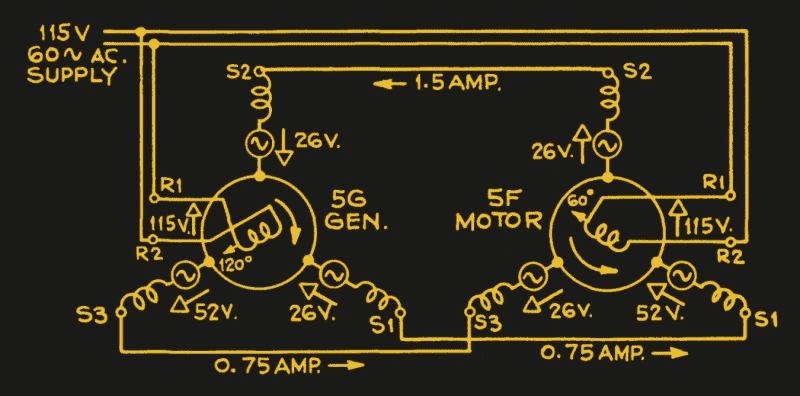 115V
60~ AC.
SUPPLY
S2
S2
1.5 AMP.
26V.
26V.
R1
R1
5G
GEN.
5F
MOTOR
60°
115V.
115V.
R2
R2
120°
S3
52V.
26V.
S1
S3
26V.
52V.
S1
0.75 AMP.
0.75 AMP.